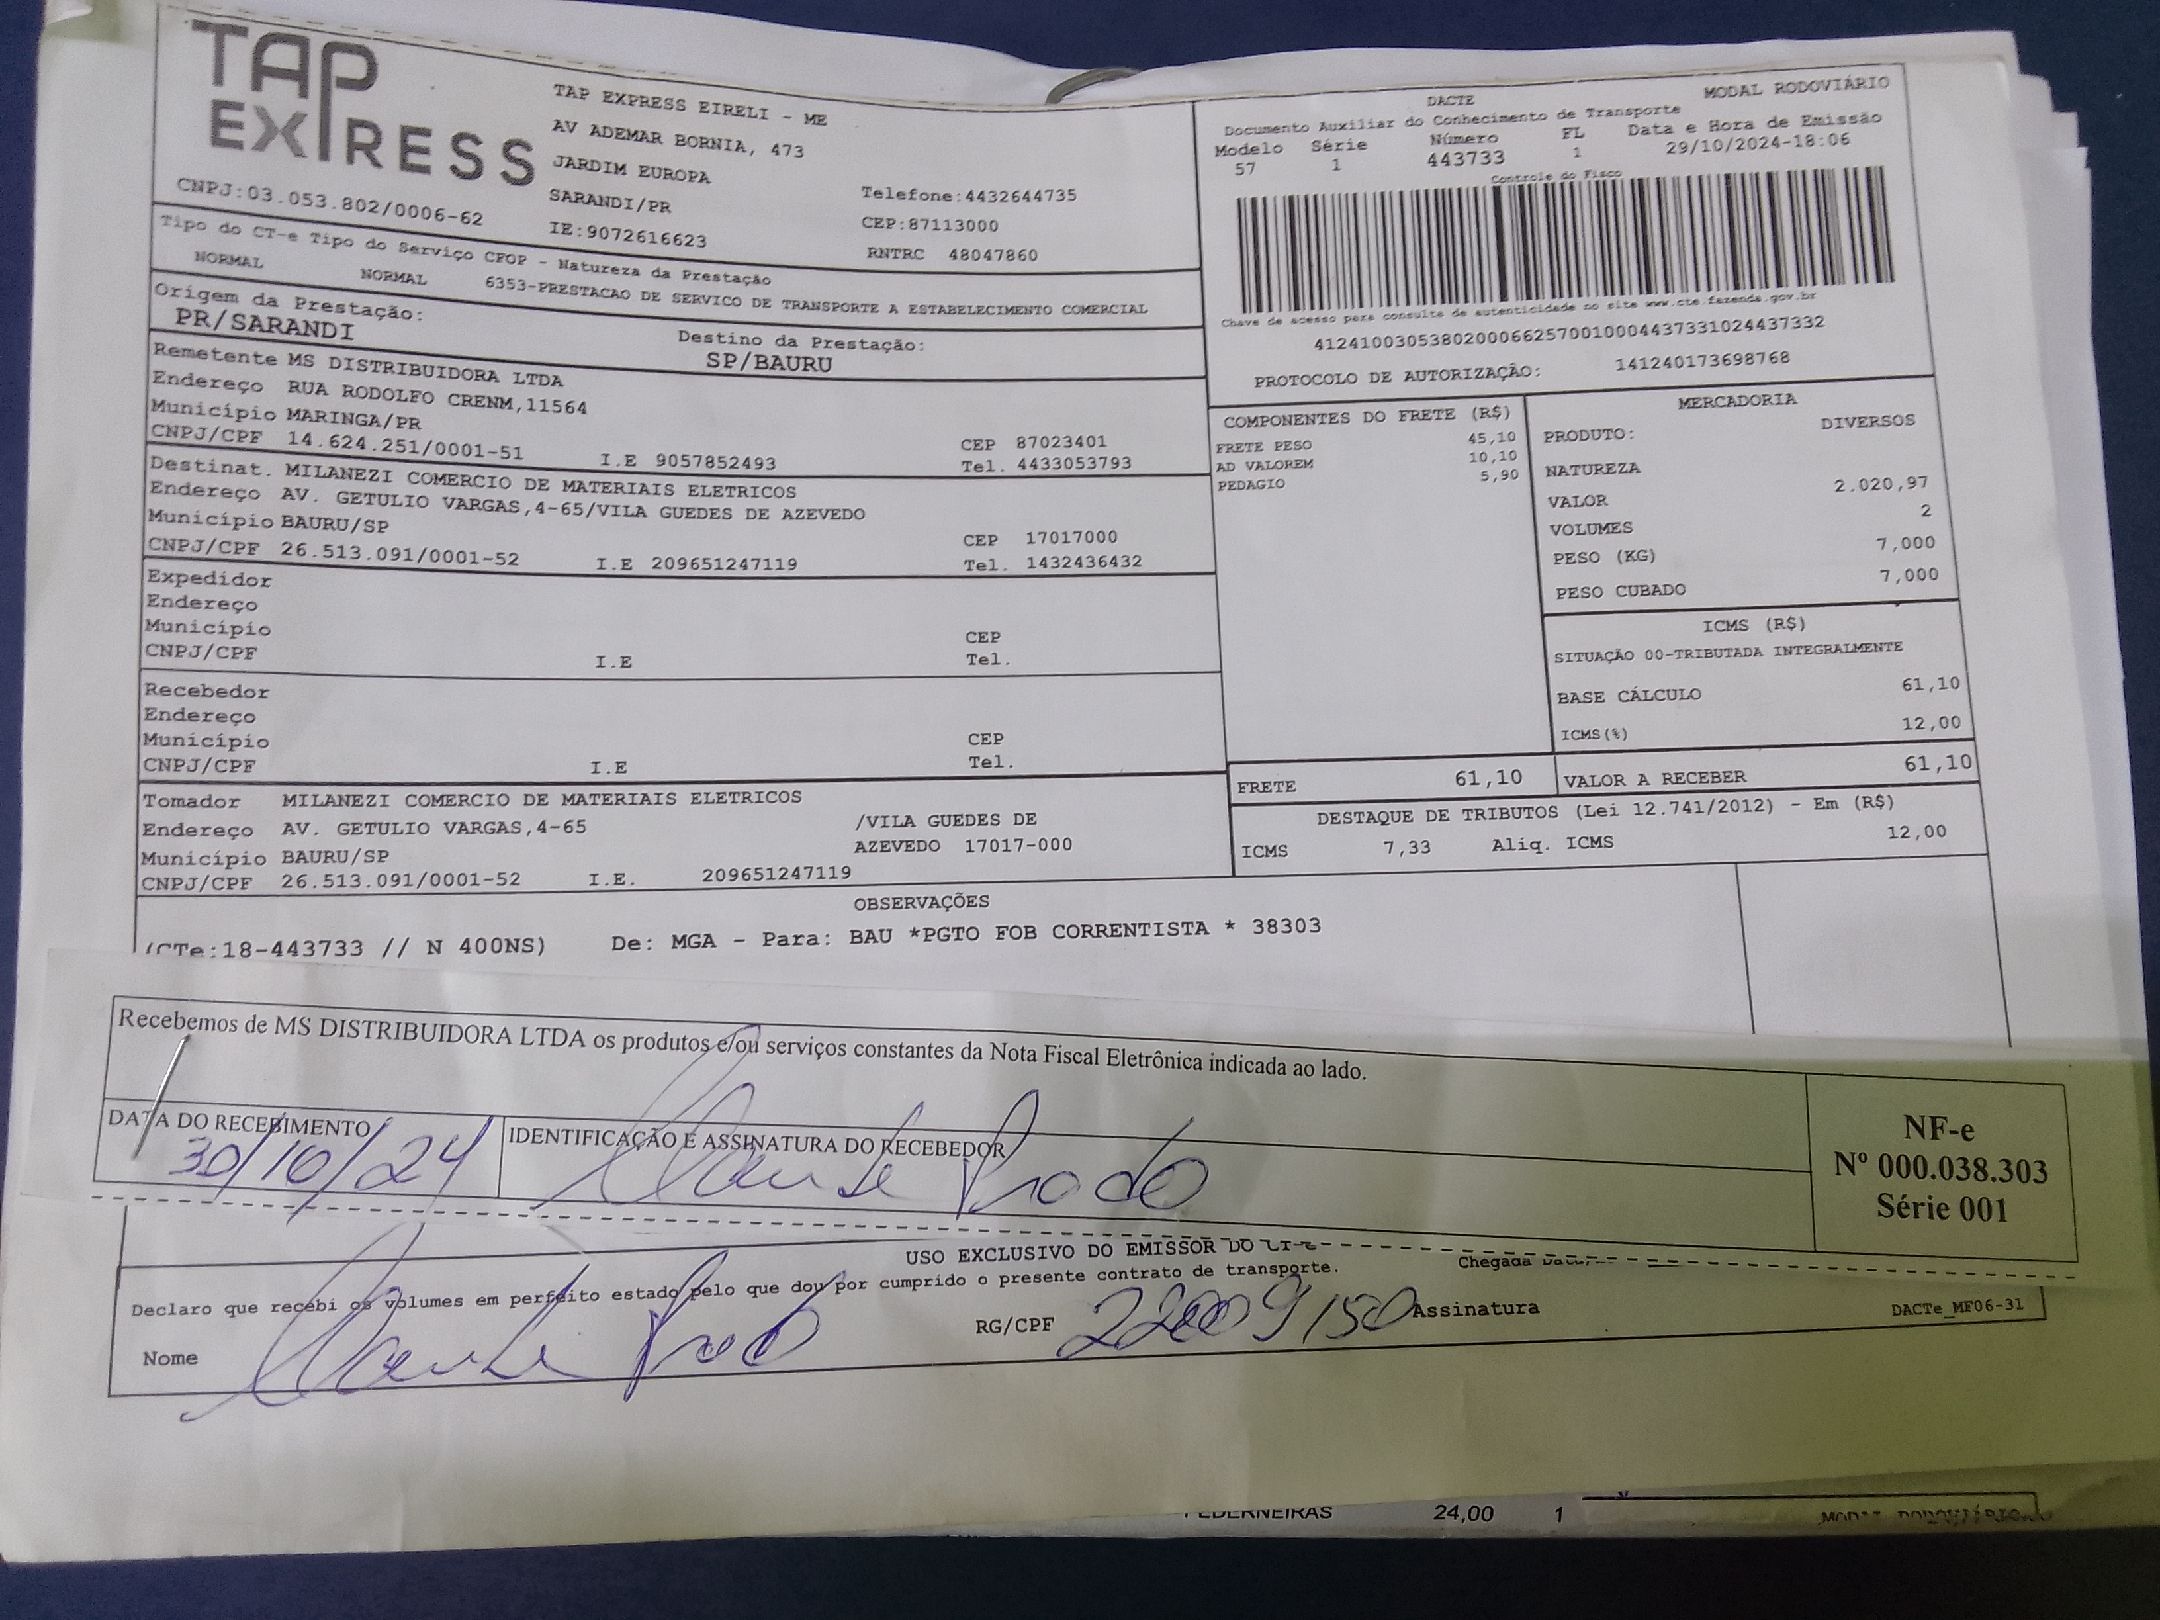 TAP
EXPRESS
CNPJ:03.053.802/0006-62
TAP EXPRESS EIRELI - ME
AV ADEMAR BORNIA, 473
JARDIM EUROPA
SARANDI/PR
IE:9072616623
Telefone:4432644735
CEP:87113000
RNTRC 48047860
DACTE
MODAL RODOVIÁRIO
Documento Auxiliar do Conhecimento de Transporte
Modelo Série Número FL Data e Hora de Emissão
57 1 443733 1 29/10/2024-18:06
Controle do Fisco
Chave de acesso para consulta de autenticidade no site www.cte.fazenda.gov.br
41241003053802000662570010004437331024437332
PROTOCOLO DE AUTORIZAÇÃO: 141240173698768
Tipo do CT-e Tipo do Serviço CFOP - Natureza da Prestação
NORMAL NORMAL 6353-PRESTACAO DE SERVICO DE TRANSPORTE A ESTABELECIMENTO COMERCIAL
Origem da Prestação: Destino da Prestação:
PR/SARANDI SP/BAURU
Remetente MS DISTRIBUIDORA LTDA
Endereço RUA RODOLFO CRENM,11564
Município MARINGA/PR CEP 87023401
CNPJ/CPF 14.624.251/0001-51 I.E 9057852493 Tel. 4433053793
Destinat. MILANEZI COMERCIO DE MATERIAIS ELETRICOS
Endereço AV. GETULIO VARGAS,4-65/VILA GUEDES DE AZEVEDO
Município BAURU/SP CEP 17017000
CNPJ/CPF 26.513.091/0001-52 I.E 209651247119 Tel. 1432436432
Expedidor
Endereço
Município CEP
CNPJ/CPF I.E Tel.
Recebedor
Endereço
Município CEP
CNPJ/CPF I.E Tel.
Tomador MILANEZI COMERCIO DE MATERIAIS ELETRICOS
Endereço AV. GETULIO VARGAS,4-65 /VILA GUEDES DE
Município BAURU/SP AZEVEDO 17017-000
CNPJ/CPF 26.513.091/0001-52 I.E. 209651247119
COMPONENTES DO FRETE (R$)
FRETE PESO 45,10
AD VALOREM 10,10
PEDAGIO 5,90
MERCADORIA
PRODUTO: DIVERSOS
NATUREZA
VALOR 2.020,97
VOLUMES 2
PESO (KG) 7,000
PESO CUBADO 7,000
ICMS (R$)
SITUAÇÃO 00-TRIBUTADA INTEGRALMENTE
BASE CÁLCULO 61,10
ICMS(%) 12,00
FRETE 61,10 VALOR A RECEBER 61,10
DESTAQUE DE TRIBUTOS (Lei 12.741/2012) - Em (R$)
ICMS 7,33 Aliq. ICMS 12,00
OBSERVAÇÕES
(CTe:18-443733 // N 400NS) De: MGA - Para: BAU *PGTO FOB CORRENTISTA * 38303
Recebemos de MS DISTRIBUIDORA LTDA os produtos e/ou serviços constantes da Nota Fiscal Eletrônica indicada ao lado.
DATA DO RECEBIMENTO IDENTIFICAÇÃO E ASSINATURA DO RECEBEDOR
30/10/24 Prado
NF-e
Nº 000.038.303
Série 001
USO EXCLUSIVO DO EMISSOR DO CT-e
Chegada Data/
Declaro que recebi os volumes em perfeito estado pelo que dou por cumprido o presente contrato de transporte.
Nome RG/CPF Assinatura
DACTe_MF06-31
PEDERNEIRAS 24,00 1 MODAL RODOVIÁRIO